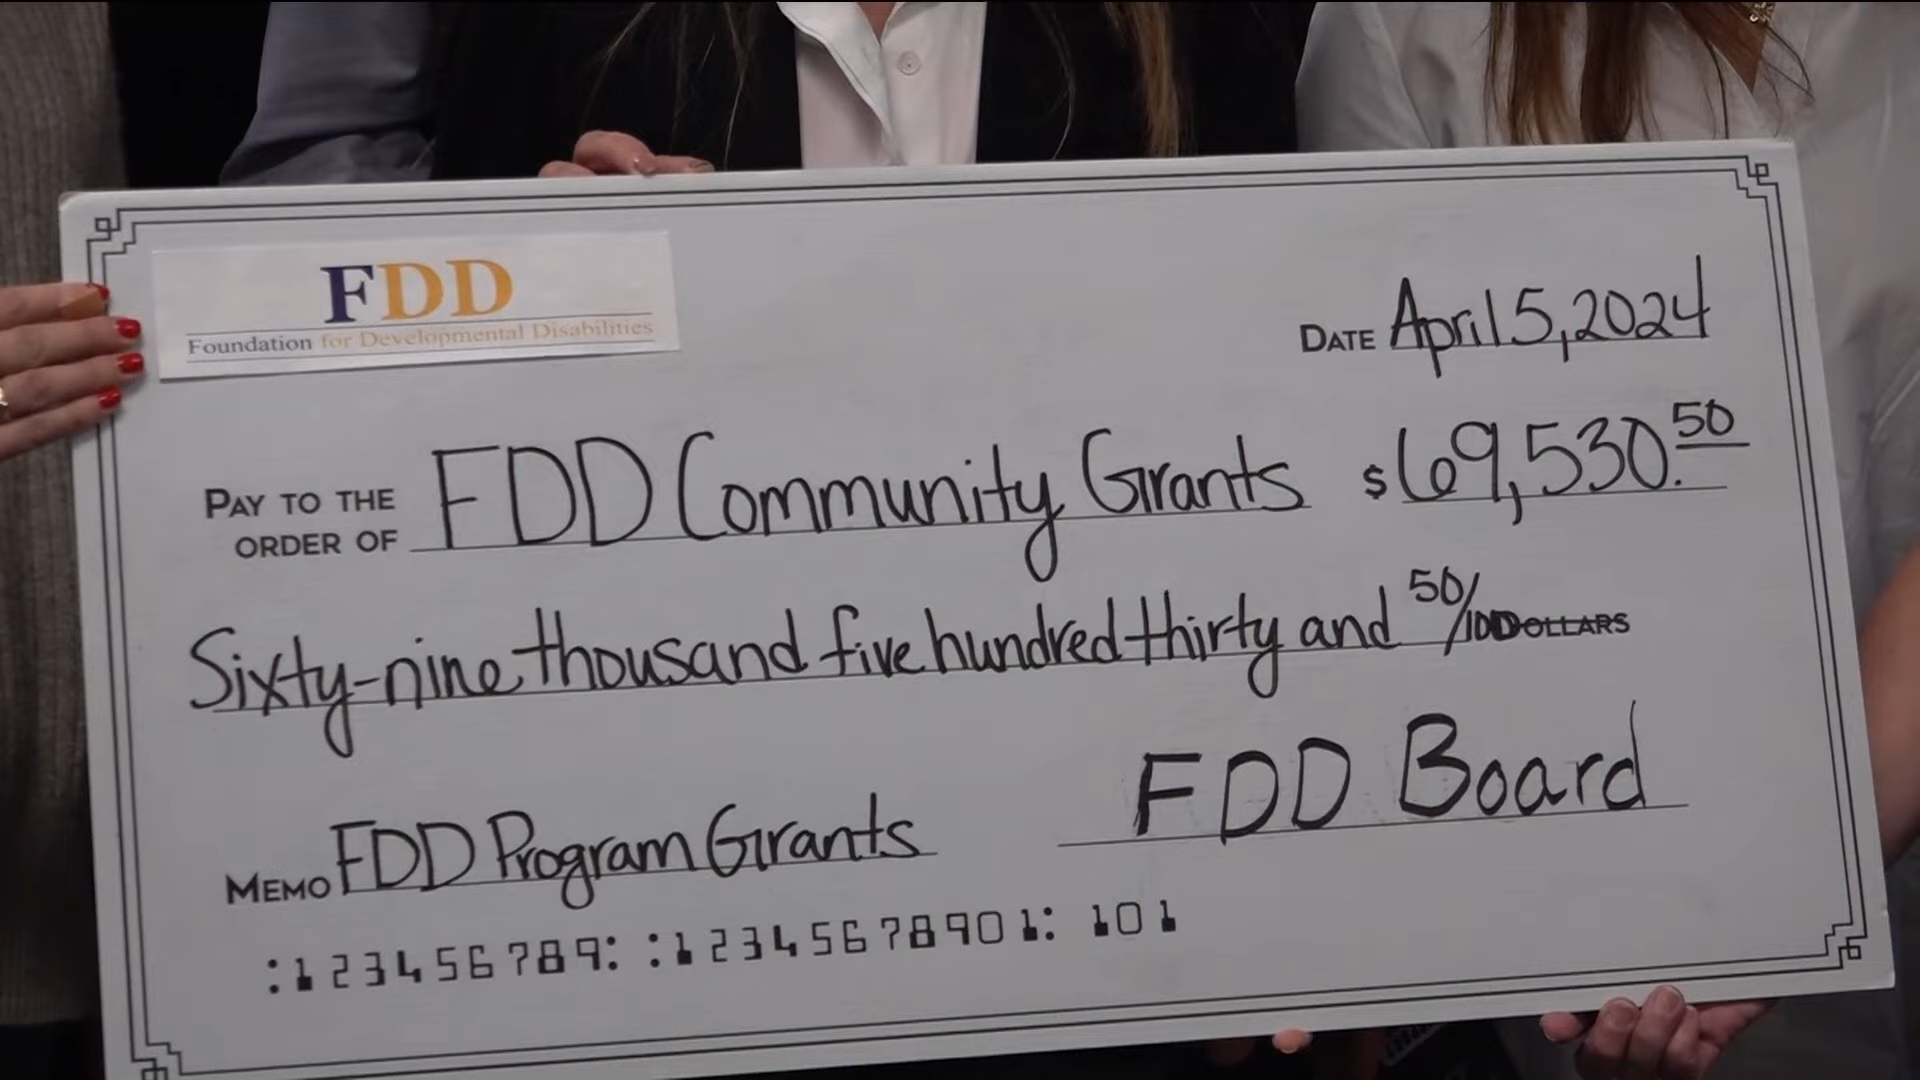 FDD
Foundation for Developmental Disabilities
DATE April 5, 2024
PAY TO THE ORDER OF FDD Community Grants $ 69,530.50
Sixty-nine thousand five hundred thirty and 50/100 DOLLARS
MEMO FDD Program Grants FDD Board
:123456789: :12345678901: 101